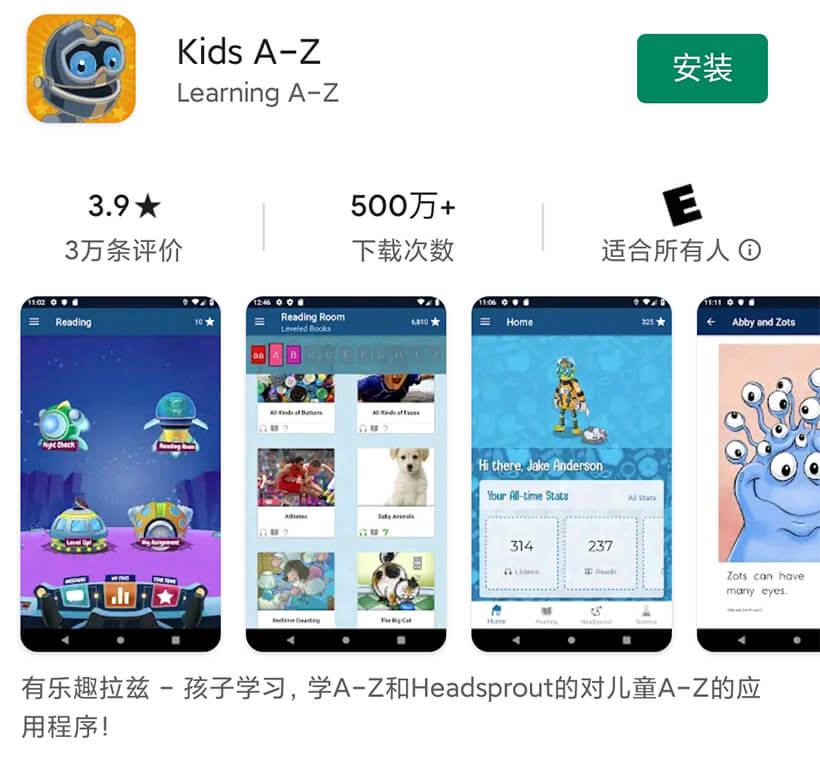 Kids A-Z
Learning A-Z
安装
3.9★
500万+
E
3万条评价
下载次数
适合所有人
11:02
Reading
10
Flight Check
Reading Room
Level Up!
My Assignment
MESSAGES
MY STATS
STAR ZONE
12:46
Reading Room
Leveled Books
6,810
aa A B C D E F G H I J
All Kinds of Buttons
All Kinds of Faces
Athletes
Baby Animals
Bedtime Counting
The Big Cat
11:06
Home
325
Hi there, Jake Anderson
Your All-time Stats
All Stats
314
237
Listens
Reads
Home
Reading
Headsprout
Science
11:11
Abby and Zots
Zots can have
many eyes.
有乐趣拉兹 - 孩子学习, 学A-Z和Headsprout的对儿童A-Z的应
用程序!